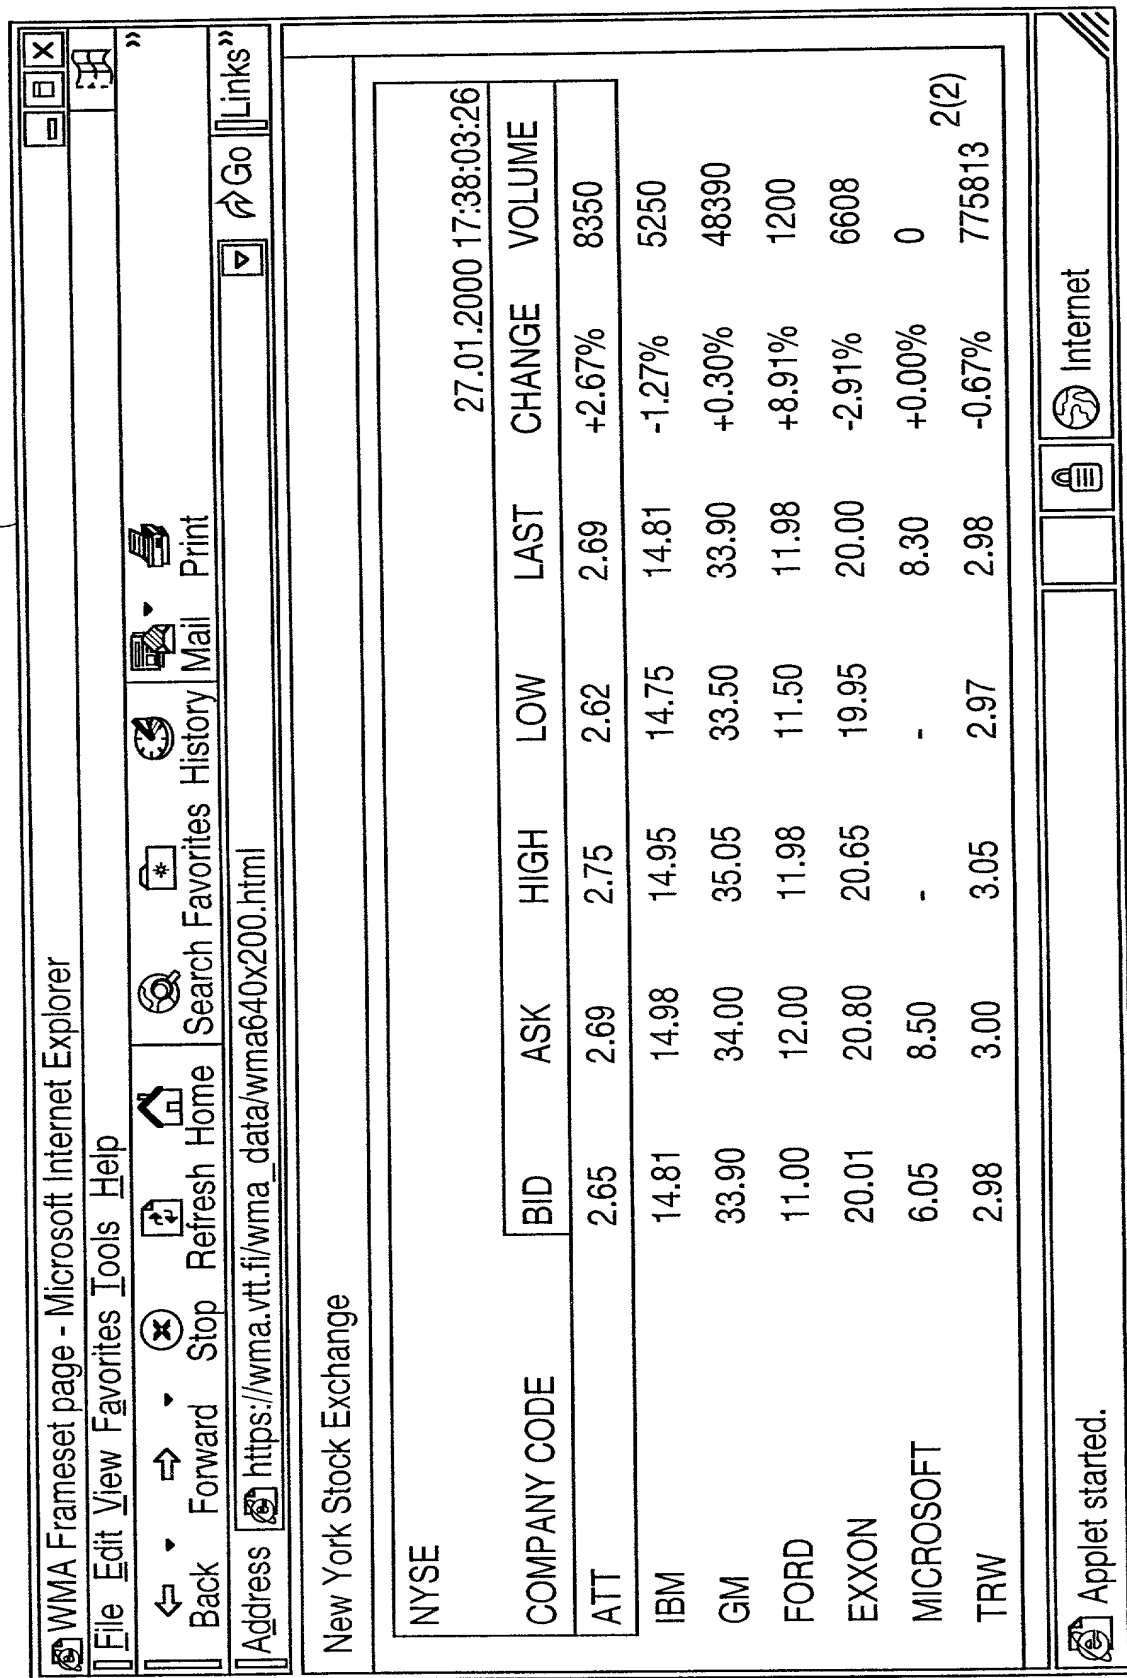 WMA Frameset page - Microsoft Internet Explorer
File Edit View Favorites Tools Help
»
Back Forward Stop Refresh Home Search Favorites History Mail Print
Address https://wma.vtt.fi/wma_data/wma640x200.html Go Links »
New York Stock Exchange
NYSE 27.01.2000 17:38:03:26
COMPANY CODE BID ASK HIGH LOW LAST CHANGE VOLUME
ATT 2.65 2.69 2.75 2.62 2.69 +2.67% 8350
IBM 14.81 14.98 14.95 14.75 14.81 -1.27% 5250
GM 33.90 34.00 35.05 33.50 33.90 +0.30% 48390
FORD 11.00 12.00 11.98 11.50 11.98 +8.91% 1200
EXXON 20.01 20.80 20.65 19.95 20.00 -2.91% 6608
MICROSOFT 6.05 8.50 - - 8.30 +0.00% 0
2(2)
TRW 2.98 3.00 3.05 2.97 2.98 -0.67% 775813
Applet started. Internet